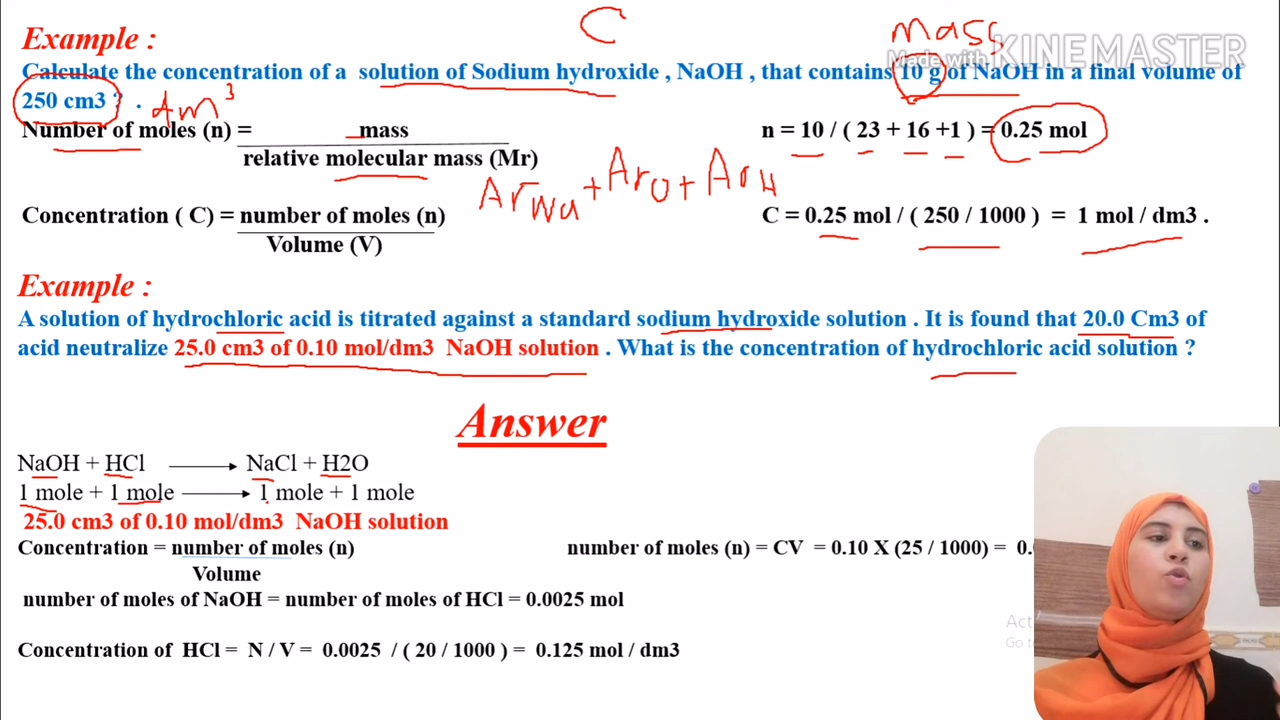 C
mass
Made with KINEMASTER
Example :
Calculate the concentration of a solution of Sodium hydroxide , NaOH , that contains 10 g of NaOH in a final volume of
250 cm3 ? .
dm3
Number of moles (n) = mass
relative molecular mass (Mr)
n = 10 / ( 23 + 16 +1 ) = 0.25 mol
ArNa + ArO + ArH
Concentration ( C) = number of moles (n)
Volume (V)
C = 0.25 mol / ( 250 / 1000 ) = 1 mol / dm3 .
Example :
A solution of hydrochloric acid is titrated against a standard sodium hydroxide solution . It is found that 20.0 Cm3 of
acid neutralize 25.0 cm3 of 0.10 mol/dm3 NaOH solution . What is the concentration of hydrochloric acid solution ?
Answer
NaOH + HCl NaCl + H2O
1 mole + 1 mole 1 mole + 1 mole
25.0 cm3 of 0.10 mol/dm3 NaOH solution
Concentration = number of moles (n)
Volume
number of moles (n) = CV = 0.10 X (25 / 1000) = 0.
number of moles of NaOH = number of moles of HCl = 0.0025 mol
Concentration of HCl = N / V = 0.0025 / ( 20 / 1000 ) = 0.125 mol / dm3